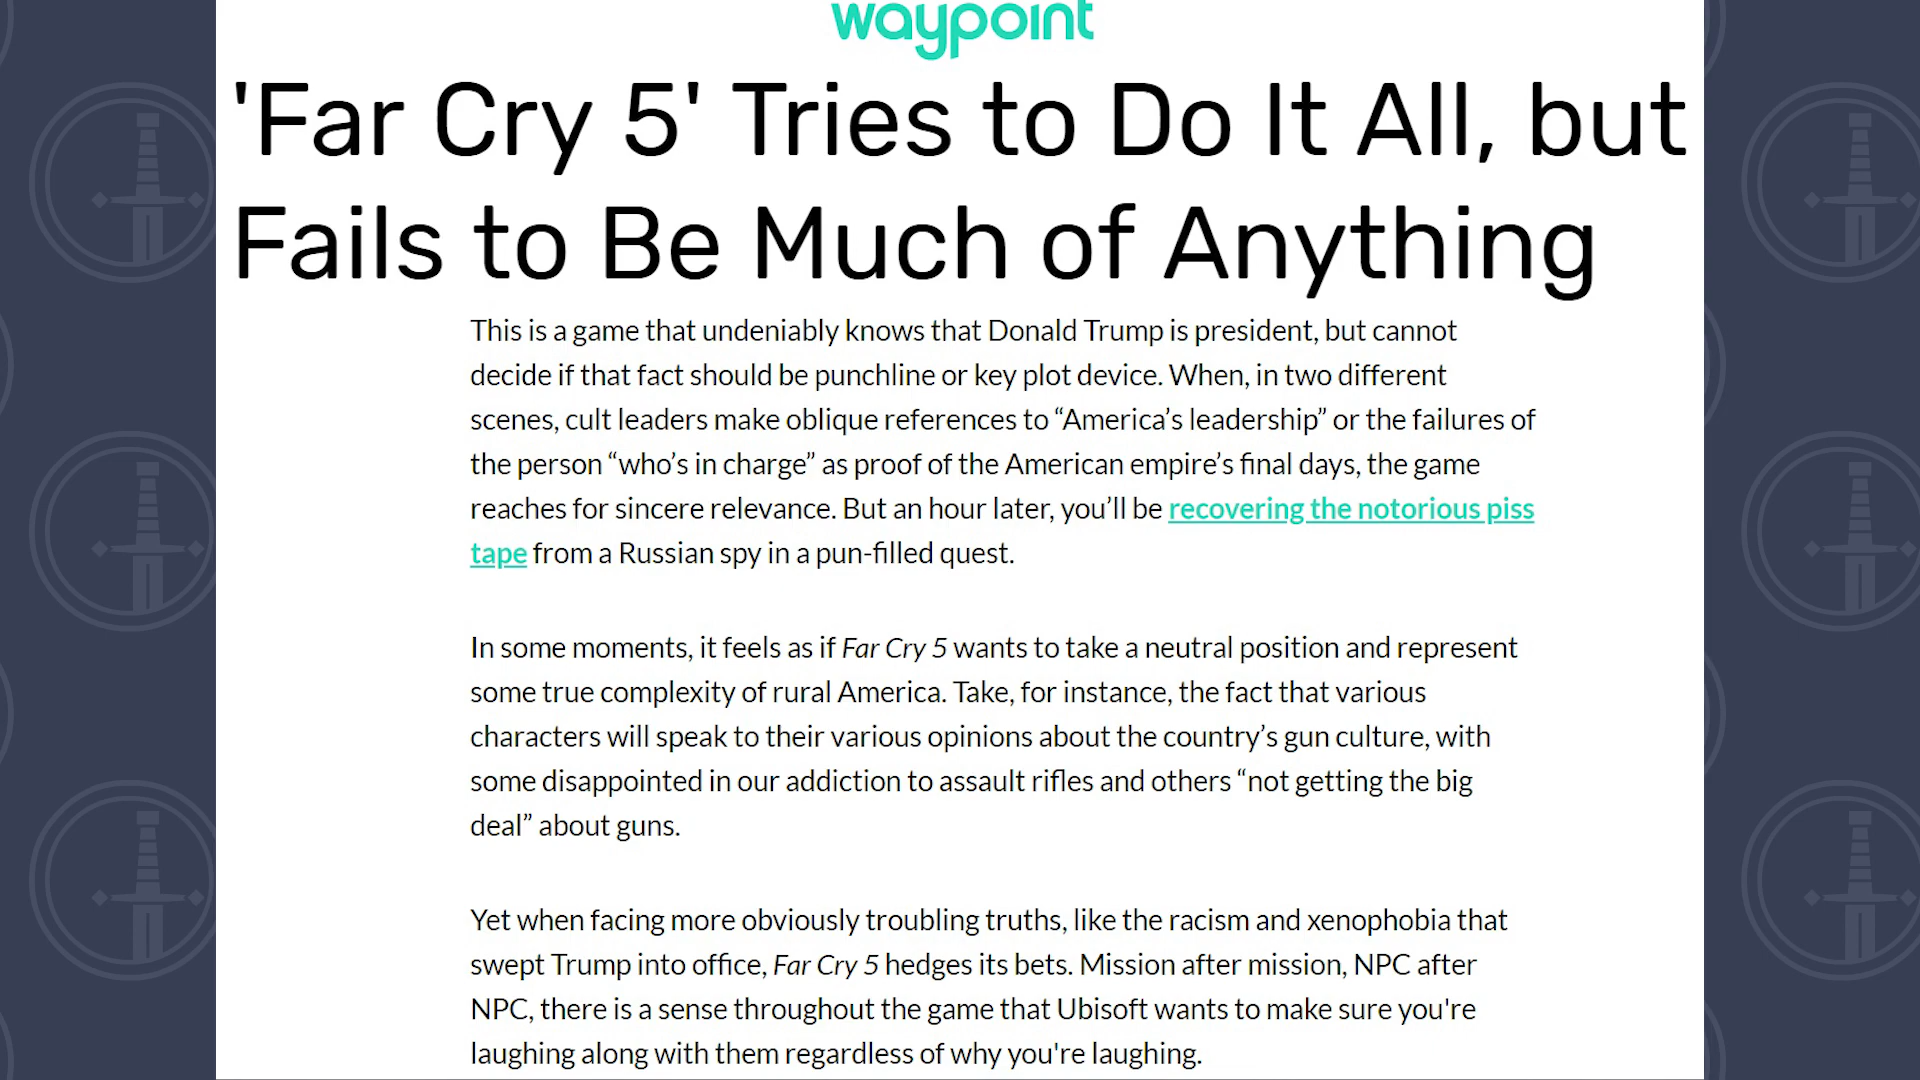 waypoint
'Far Cry 5' Tries to Do It All, but
Fails to Be Much of Anything
This is a game that undeniably knows that Donald Trump is president, but cannot
decide if that fact should be punchline or key plot device. When, in two different
scenes, cult leaders make oblique references to “America’s leadership” or the failures of
the person “who’s in charge” as proof of the American empire’s final days, the game
reaches for sincere relevance. But an hour later, you’ll be recovering the notorious piss
tape from a Russian spy in a pun-filled quest.
In some moments, it feels as if Far Cry 5 wants to take a neutral position and represent
some true complexity of rural America. Take, for instance, the fact that various
characters will speak to their various opinions about the country’s gun culture, with
some disappointed in our addiction to assault rifles and others “not getting the big
deal” about guns.
Yet when facing more obviously troubling truths, like the racism and xenophobia that
swept Trump into office, Far Cry 5 hedges its bets. Mission after mission, NPC after
NPC, there is a sense throughout the game that Ubisoft wants to make sure you're
laughing along with them regardless of why you're laughing.